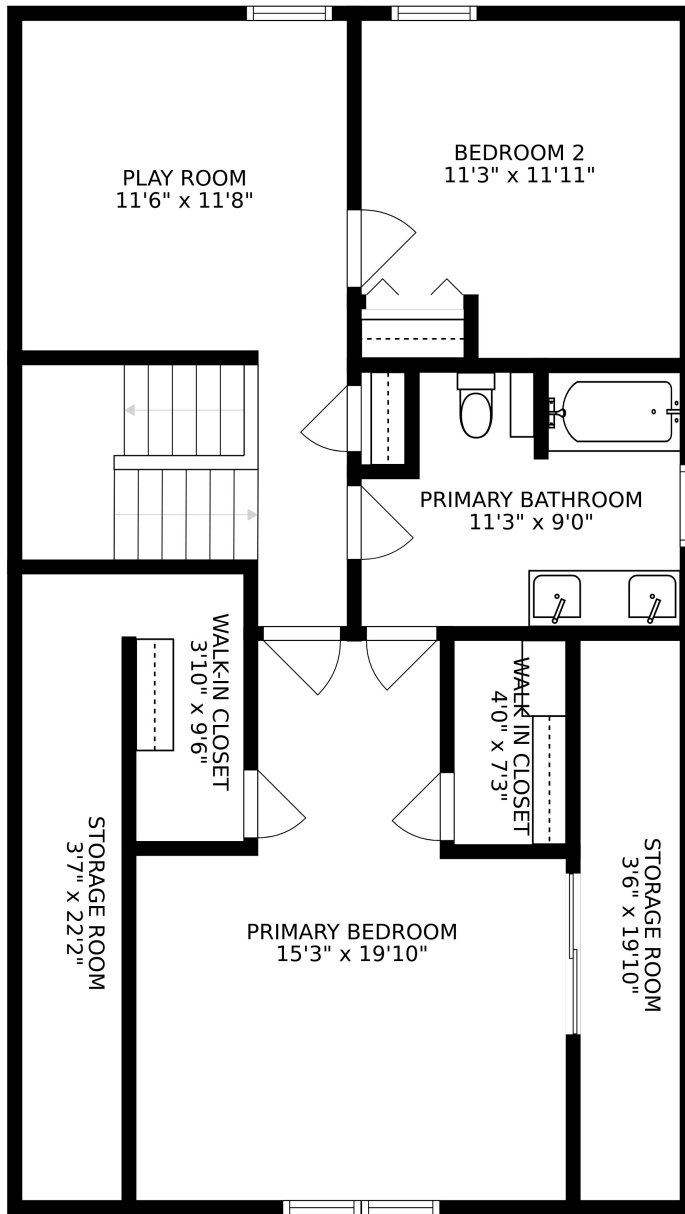 PLAY ROOM
11'6" x 11'8"
BEDROOM 2
11'3" x 11'11"
PRIMARY BATHROOM
11'3" x 9'0"
WALK-IN CLOSET
3'10" x 9'6"
WALK IN CLOSET
4'0" x 7'3"
STORAGE ROOM
3'7" x 22'2"
PRIMARY BEDROOM
15'3" x 19'10"
STORAGE ROOM
3'6" x 19'10"